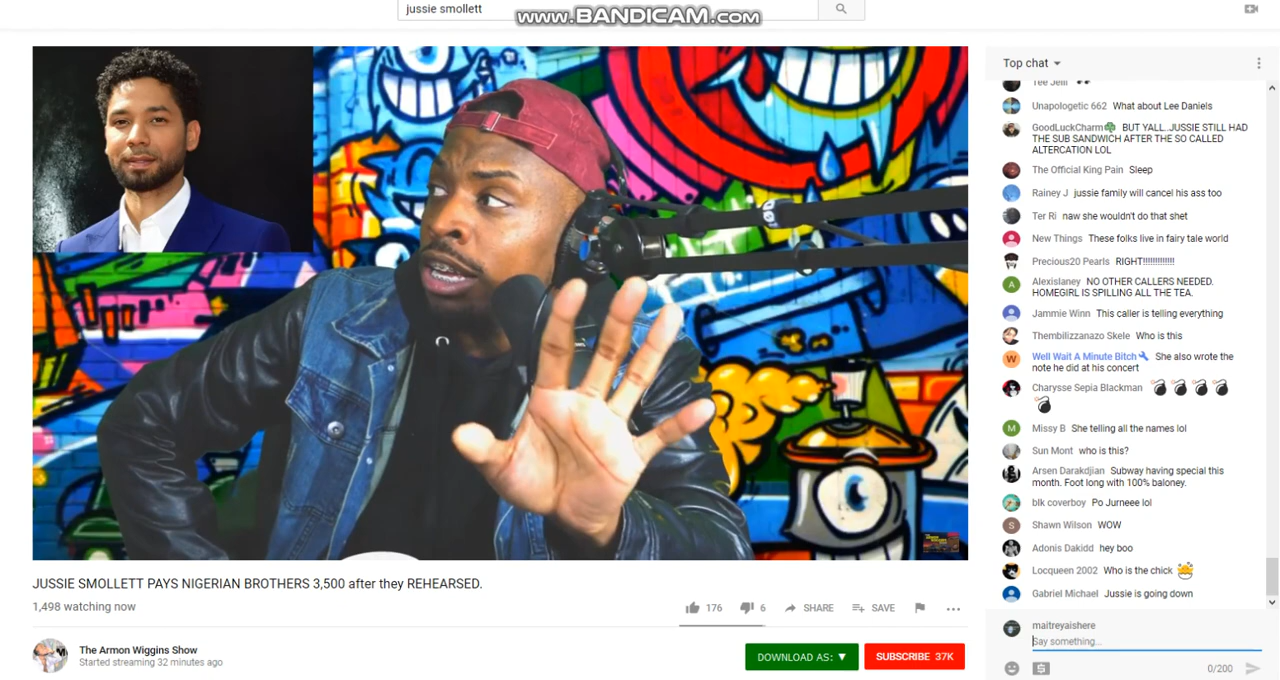 jussie smollett
www.BANDICAM.com
Top chat
Tee Jelli
Unapologetic 662 What about Lee Daniels
GoodLuckCharm BUT YALL..JUSSIE STILL HAD
THE SUB SANDWICH AFTER THE SO CALLED
ALTERCATION LOL
The Official King Pain Sleep
Rainey J jussie family will cancel his ass too
Ter Ri naw she wouldn't do that shet
New Things These folks live in fairy tale world
Precious20 Pearls RIGHT!!!!!!!!!!!!!
Alexislaney NO OTHER CALLERS NEEDED.
HOMEGIRL IS SPILLING ALL THE TEA.
Jammie Winn This caller is telling everything
Thembilizzanazo Skele Who is this
Well Wait A Minute Bitch She also wrote the
note he did at his concert
Charysse Sepia Blackman
Missy B She telling all the names lol
Sun Mont who is this?
Arsen Darakdjian Subway having special this
month. Foot long with 100% baloney.
blk coverboy Po Jurneee lol
Shawn Wilson WOW
Adonis Dakidd hey boo
Locqueen 2002 Who is the chick
Gabriel Michael Jussie is going down
maitreyaishere
Say something...
0/200
JUSSIE SMOLLETT PAYS NIGERIAN BROTHERS 3,500 after they REHEARSED.
1,498 watching now
176
6
SHARE
SAVE
The Armon Wiggins Show
Started streaming 32 minutes ago
DOWNLOAD AS: ▼
SUBSCRIBE 37K